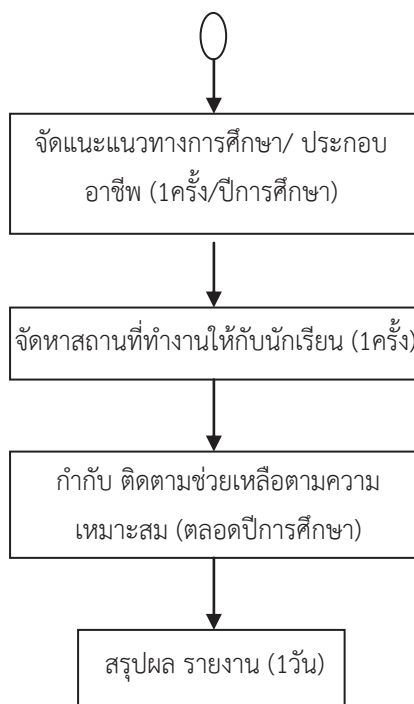 จัดแนะแนวทางการศึกษา/ ประกอบ
อาชีพ (1ครั้ง/ปีการศึกษา)
จัดหาสถานที่ทำงานให้กับนักเรียน (1ครั้ง)
กำกับ ติดตามช่วยเหลือตามความ
เหมาะสม (ตลอดปีการศึกษา)
สรุปผล รายงาน (1วัน)